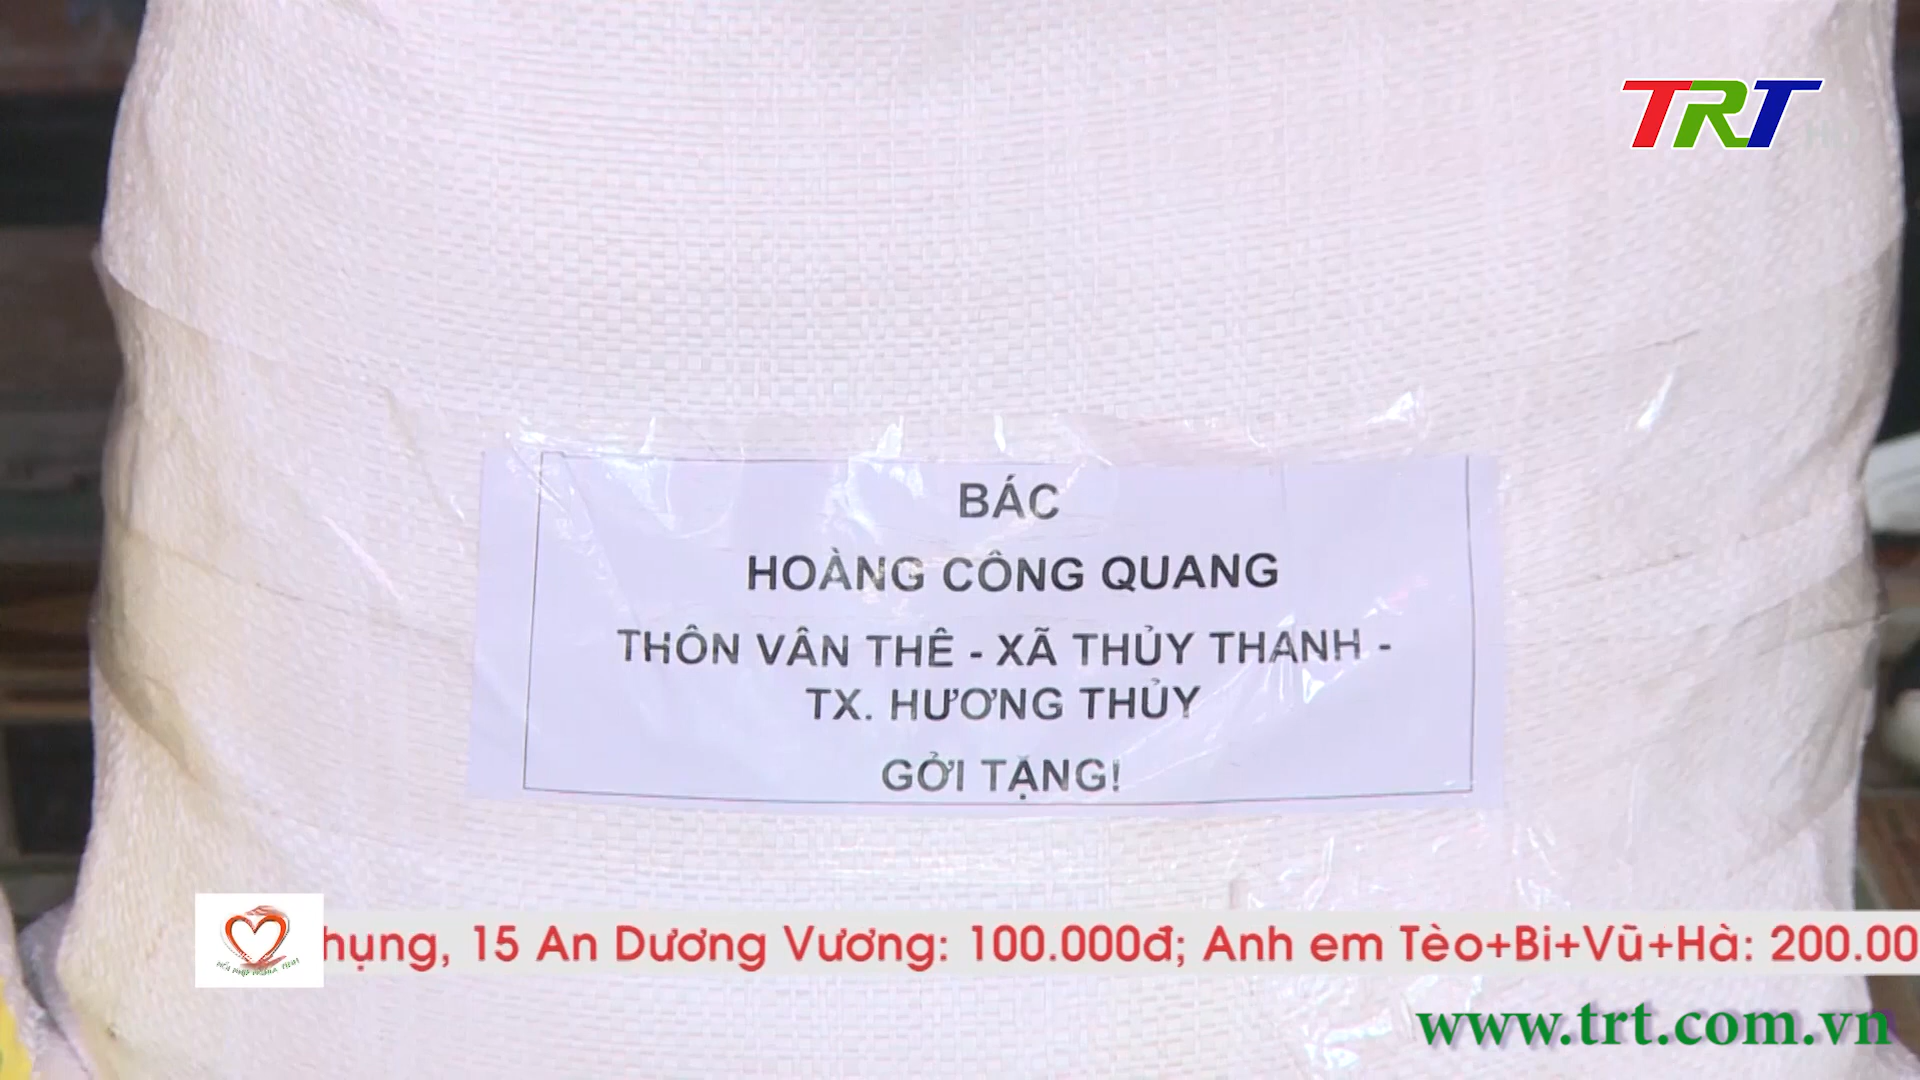 TRT
BÁC
HOÀNG CÔNG QUANG
THÔN VÂN THÊ - XÃ THỦY THANH -
TX. HƯƠNG THỦY
GỞI TẶNG!
hụng, 15 An Dương Vương: 100.000đ; Anh em Tèo+Bi+Vũ+Hà: 200.00
www.trt.com.vn